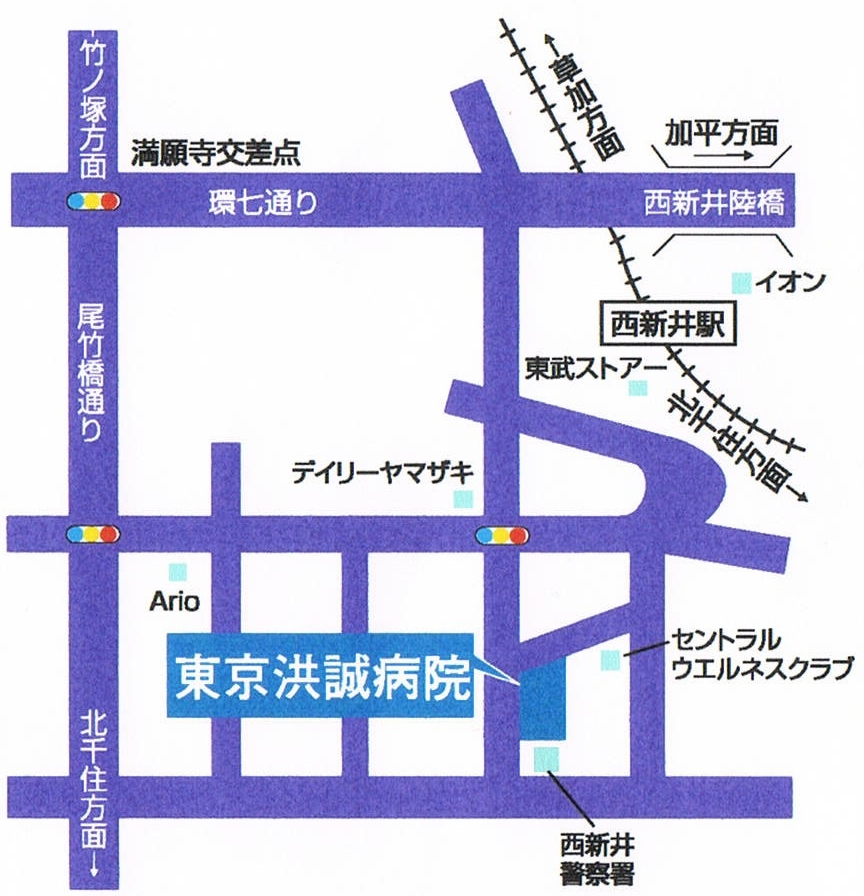 竹ノ塚方面
満願寺交差点
草加方面
加平方面
環七通り
西新井陸橋
イオン
尾竹橋通り
西新井駅
東武ストアー
北千住方面
デイリーヤマザキ
Ario
東京洪誠病院
セントラル
ウエルネスクラブ
北千住方面
西新井
警察署